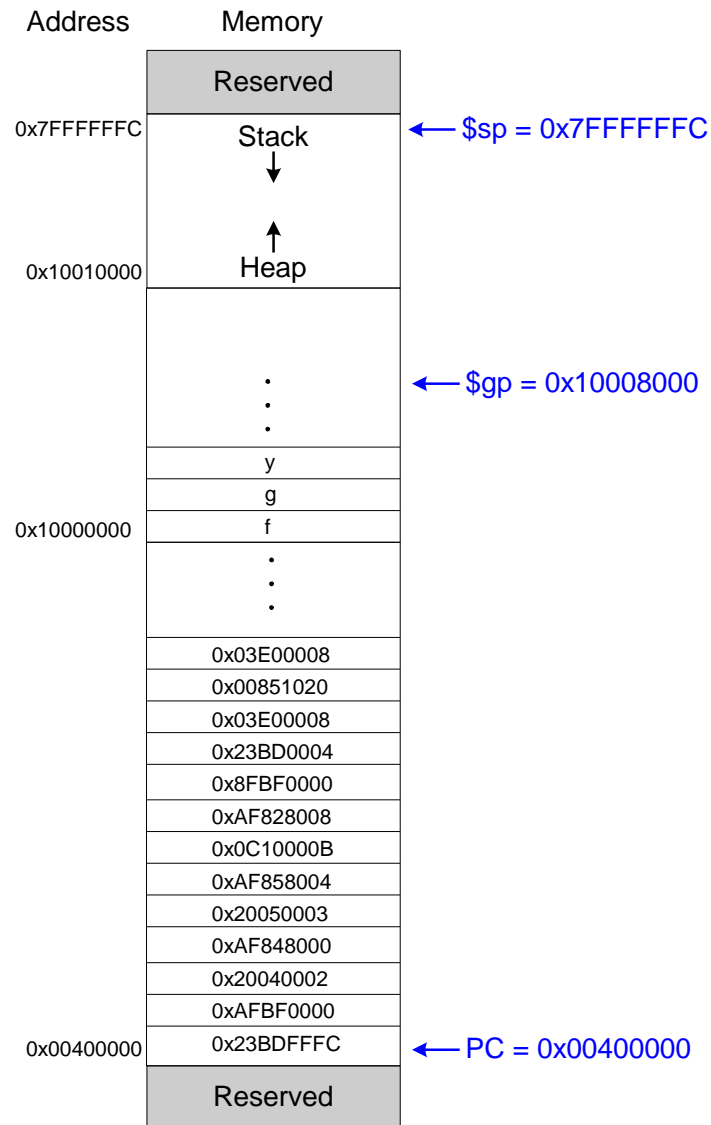 Address Memory
Reserved
0x7FFFFFFC Stack $sp = 0x7FFFFFFC
0x10010000 Heap
$gp = 0x10008000
y
g
0x10000000 f
0x03E00008
0x00851020
0x03E00008
0x23BD0004
0x8FBF0000
0xAF828008
0x0C10000B
0xAF858004
0x20050003
0xAF848000
0x20040002
0xAFBF0000
0x00400000 0x23BDFFFC PC = 0x00400000
Reserved